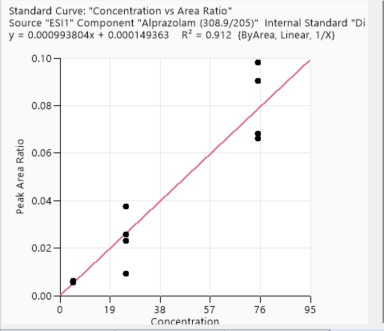 Standard Curve: "Concentration vs Area Ratio"
Source "ESI1" Component "Alprazolam (308.9/205)" Internal Standard "Di
y = 0.000993804x + 0.000149363 R² = 0.912 {ByArea, Linear, 1/X}
Peak Area Ratio
0.10
0.08
0.06
0.04
0.02
0.00
0 19 38 57 76 95
Concentration